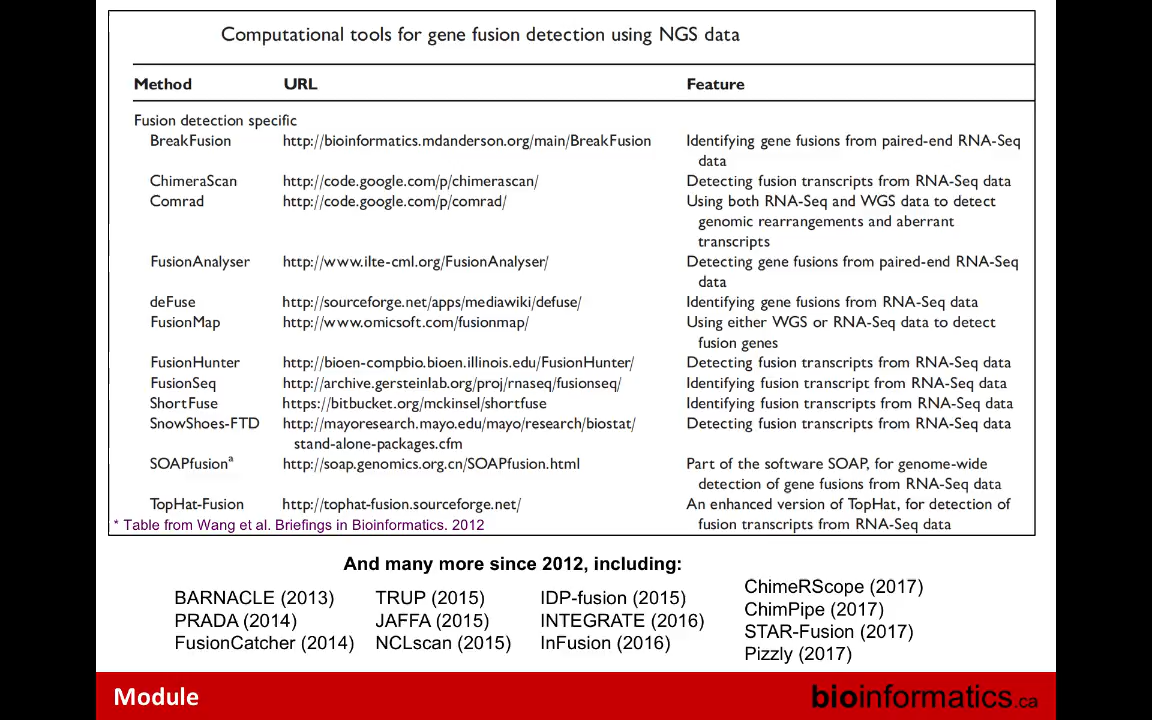 Computational tools for gene fusion detection using NGS data
Method URL Feature
Fusion detection specific
BreakFusion http://bioinformatics.mdanderson.org/main/BreakFusion Identifying gene fusions from paired-end RNA-Seq
data
ChimeraScan http://code.google.com/p/chimerascan/ Detecting fusion transcripts from RNA-Seq data
Comrad http://code.google.com/p/comrad/ Using both RNA-Seq and WGS data to detect
genomic rearrangements and aberrant
transcripts
FusionAnalyser http://www.ilte-cml.org/FusionAnalyser/ Detecting gene fusions from paired-end RNA-Seq
data
deFuse http://sourceforge.net/apps/mediawiki/defuse/ Identifying gene fusions from RNA-Seq data
FusionMap http://www.omicsoft.com/fusionmap/ Using either WGS or RNA-Seq data to detect
fusion genes
FusionHunter http://bioen-compbio.bioen.illinois.edu/FusionHunter/ Detecting fusion transcripts from RNA-Seq data
FusionSeq http://archive.gersteinlab.org/proj/rnaseq/fusionseq/ Identifying fusion transcript from RNA-Seq data
ShortFuse https://bitbucket.org/mckinsel/shortfuse Identifying fusion transcripts from RNA-Seq data
SnowShoes-FTD http://mayoresearch.mayo.edu/mayo/research/biostat/ Detecting fusion transcripts from RNA-Seq data
stand-alone-packages.cfm
SOAPfusionᵃ http://soap.genomics.org.cn/SOAPfusion.html Part of the software SOAP, for genome-wide
detection of gene fusions from RNA-Seq data
TopHat-Fusion http://tophat-fusion.sourceforge.net/ An enhanced version of TopHat, for detection of
* Table from Wang et al. Briefings in Bioinformatics. 2012 fusion transcripts from RNA-Seq data
And many more since 2012, including:
BARNACLE (2013)
PRADA (2014)
FusionCatcher (2014)
TRUP (2015)
JAFFA (2015)
NCLscan (2015)
IDP-fusion (2015)
INTEGRATE (2016)
InFusion (2016)
ChimeRScope (2017)
ChimPipe (2017)
STAR-Fusion (2017)
Pizzly (2017)
Module
bioinformatics.ca